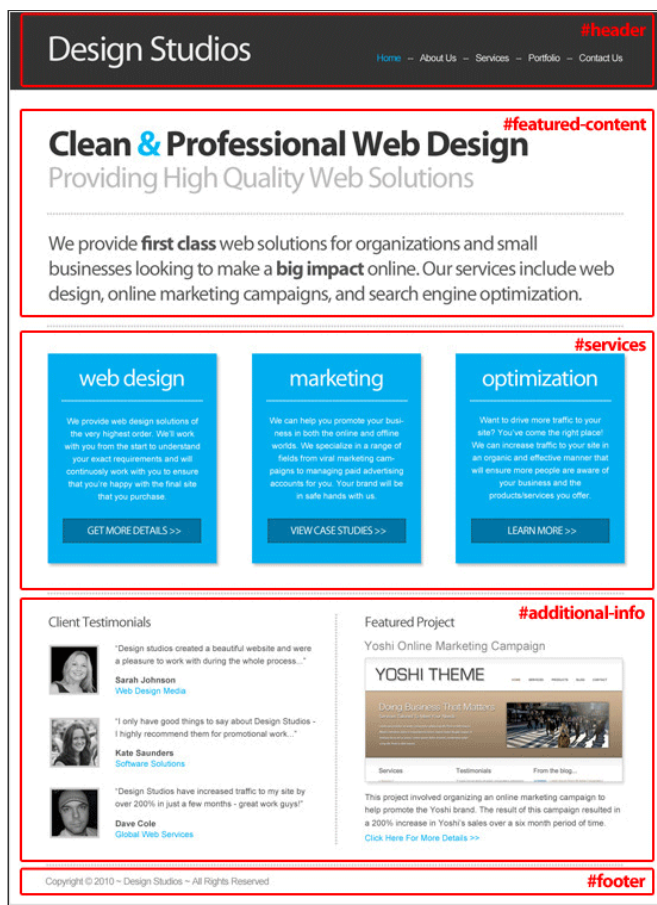 #header
Design Studios
Home – About Us – Services – Portfolio – Contact Us
#featured-content
Clean & Professional Web Design
Providing High Quality Web Solutions
We provide first class web solutions for organizations and small
businesses looking to make a big impact online. Our services include web
design, online marketing campaigns, and search engine optimization.
#services
web design
We provide web design solutions of
the very highest order. We'll work
with you from the start to understand
your exact requirements and will
continuosly work with you to ensure
that you're happy with the final site
that you purchase.
GET MORE DETAILS >>
marketing
We can help you promote your busi-
ness in both the online and offline
worlds. We specialize in a range of
fields from viral marketing cam-
paigns to managing paid advertising
accounts for you. Your brand will be
in safe hands with us.
VIEW CASE STUDIES >>
optimization
Want to drive more traffic to your
site? You've come the right place!
We can increase traffic to your site in
an organic and effective manner that
will ensure more people are aware of
your business and the
products/services you offer.
LEARN MORE >>
#additional-info
Client Testimonials
"Design studios created a beautiful website and were
a pleasure to work with during the whole process..."
Sarah Johnson
Web Design Media
"I only have good things to say about Design Studios -
I highly recommend them for promotional work..."
Kate Saunders
Software Solutions
"Design Studios have increased traffic to my site by
over 200% in just a few months - great work guys!"
Dave Cole
Global Web Services
Featured Project
Yoshi Online Marketing Campaign
YOSHI THEME
HOME SERVICES PRODUCTS BLOG CONTACT
Doing Business That Matters
Services Testimonials From the blog...
This project involved organizing an online marketing campaign to
help promote the Yoshi brand. The result of this campaign resulted in
a 200% increase in Yoshi's sales over a six month period of time.
Click Here For More Details >>
#footer
Copyright © 2010 ~ Design Studios ~ All Rights Reserved